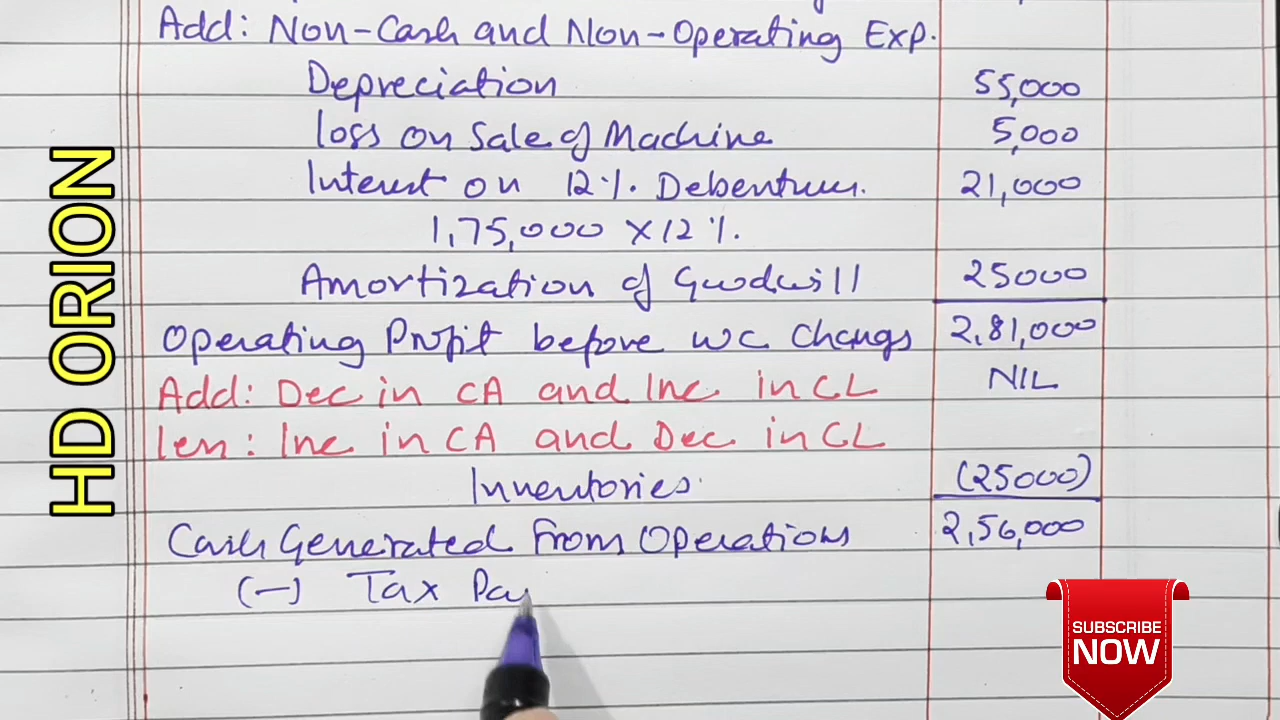 Add: Non-Cash and Non-Operating Exp.
Depreciation 55,000
loss on Sale of Machine 5,000
Interest on 12%. Debentures. 21,000
1,75,000 X 12%.
Amortization of Goodwill 25000
Operating Profit before WC Changs 2,81,000
Add: Dec in CA and Inc in CL NIL
Less: Inc in CA and Dec in CL
Inventories. (25000)
Cash Generated from Operations 2,56,000
(-) Tax Pa
HD ORION
SUBSCRIBE
NOW